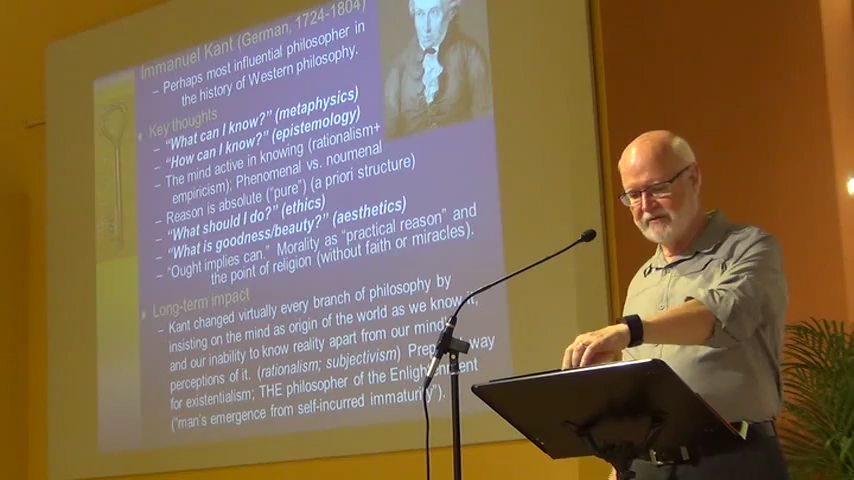 Immanuel Kant (German, 1724-1804)
– Perhaps most influential philosopher in
the history of Western philosophy.
Key thoughts
– "What can I know?" (metaphysics)
– "How can I know?" (epistemology)
– The mind active in knowing (rationalism+
empiricism); Phenomenal vs. noumenal
– Reason is absolute ("pure") (a priori structure)
– "What should I do?" (ethics)
– "What is goodness/beauty?" (aesthetics)
– "Ought implies can." Morality as "practical reason" and
the point of religion (without faith or miracles).
Long-term impact
– Kant changed virtually every branch of philosophy by
insisting on the mind as origin of the world as we know it,
and our inability to know reality apart from our mind
perceptions of it. (rationalism; subjectivism) way
for existentialism; THE philosopher of the Enlightenment
("man's emergence from self-incurred immaturity").